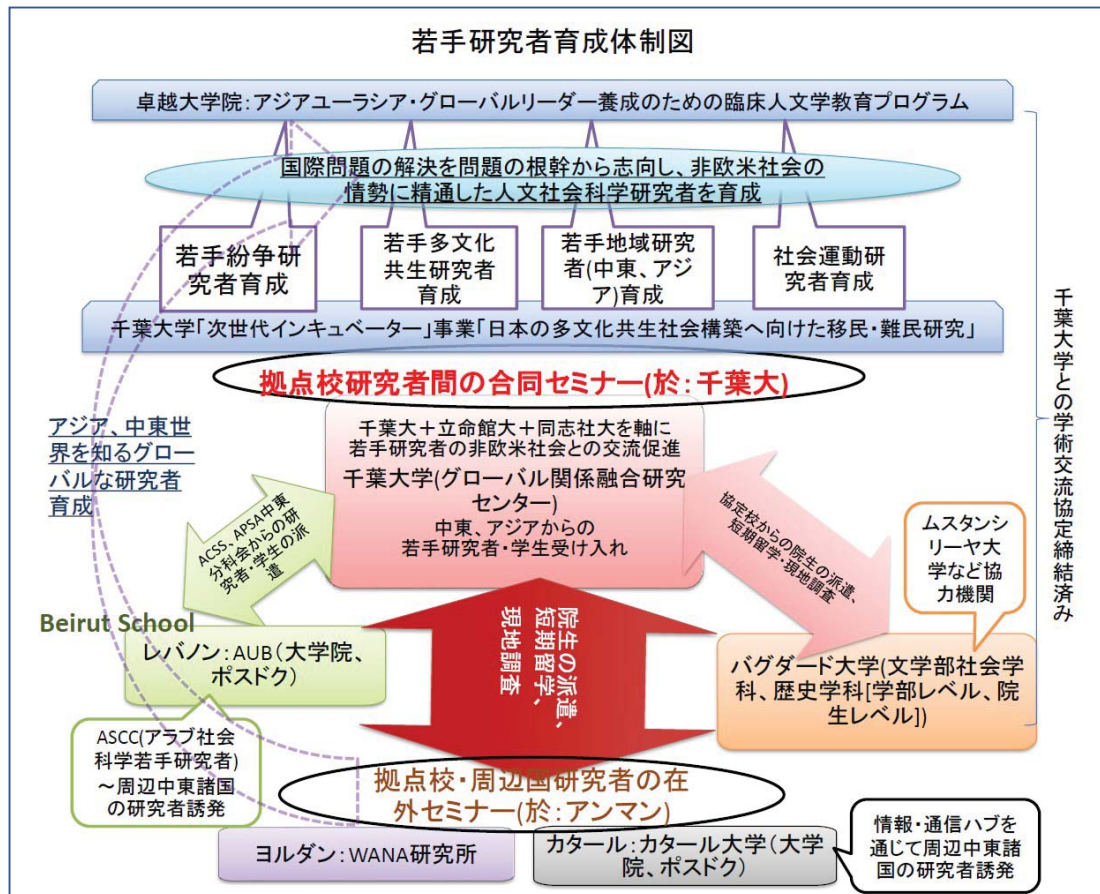 若手研究者育成体制図
卓越大学院：アジアユーラシア・グローバルリーダー養成のための臨床人文学教育プログラム
国際問題の解決を問題の根幹から志向し、非欧米社会の
情勢に精通した人文社会科学研究者を育成
若手紛争研
究者育成
若手多文化
共生研究者
育成
若手地域研究
者(中東、アジ
ア)育成
社会運動研
究者育成
千葉大学「次世代インキュベーター」事業「日本の多文化共生社会構築へ向けた移民・難民研究」
千葉大学との学術交流協定締結済み
拠点校研究者間の合同セミナー(於：千葉大)
アジア、中東世
界を知るグロー
バルな研究者
育成
千葉大＋立命館大＋同志社大を軸に
若手研究者の非欧米社会との交流促進
千葉大学(グローバル関係融合研究
センター)
中東、アジアからの
若手研究者・学生受け入れ
ACSS、APSA中東
分科会からの研
究者・学生の派
遣
協定校からの院生の派遣、
短期留学・現地調査
ムスタンシ
リーヤ大
学など協
力機関
Beirut School
レバノン：AUB（大学院、
ポスドク）
院生の派遣、
短期留学、
現地調査
バグダード大学(文学部社会学
科、歴史学科[学部レベル、院
生レベル])
ASCC(アラブ社会
科学若手研究者)
～周辺中東諸国
の研究者誘発
拠点校・周辺国研究者の在
外セミナー(於：アンマン)
ヨルダン：WANA研究所
カタール：カタール大学（大学
院、ポスドク）
情報・通信ハブを
通じて周辺中東諸
国の研究者誘発